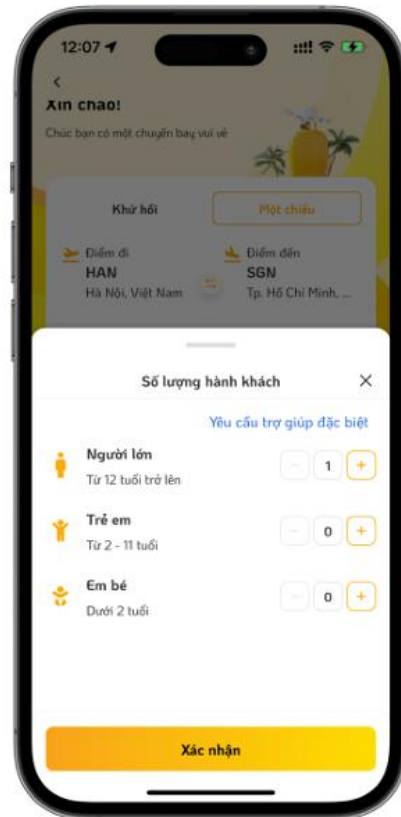 12:07
Xin chào!
Chúc bạn có một chuyến bay vui vẻ
Khứ hồi
Một chiều
Điểm đi
Điểm đến
HAN
SGN
Hà Nội, Việt Nam
Tp. Hồ Chí Minh, ...
Số lượng hành khách
Yêu cầu trợ giúp đặc biệt
Người lớn
Từ 12 tuổi trở lên
- 1 +
Trẻ em
Từ 2 - 11 tuổi
- 0 +
Em bé
Dưới 2 tuổi
- 0 +
Xác nhận